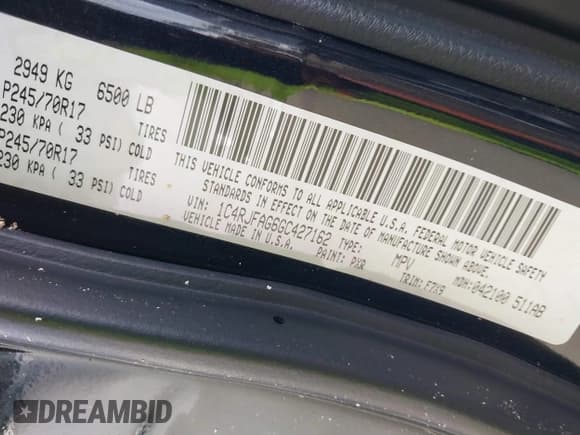 2949 KG 6500 LB
P245/70R17 TIRES
230 KPA ( 33 PSI) COLD
P245/70R17 TIRES
230 KPA ( 33 PSI) COLD
THIS VEHICLE CONFORMS TO ALL APPLICABLE U.S.A. FEDERAL MOTOR VEHICLE SAFETY
STANDARDS IN EFFECT ON THE DATE OF MANUFACTURE SHOWN ABOVE.
VIN: 1C4RJFAG6GC427162 TYPE: MPV MDH: 042100 511AB
VEHICLE MADE IN U.S.A. PAINT: PXR TRIM: F7X9
DREAMBID